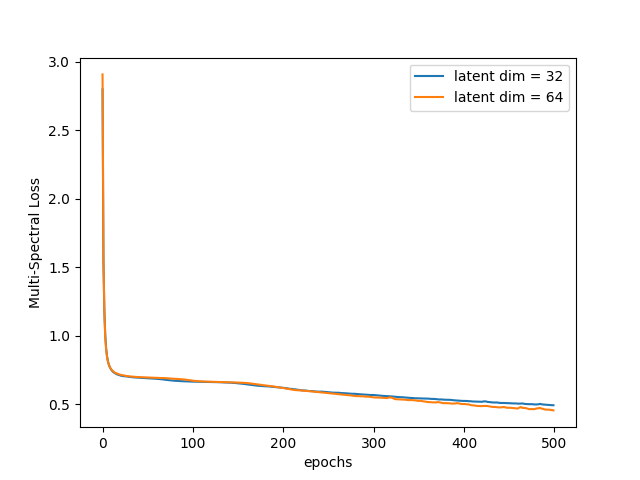 latent dim = 32
latent dim = 64
Multi-Spectral Loss
3.0
2.5
2.0
1.5
1.0
0.5
0 100 200 300 400 500
epochs